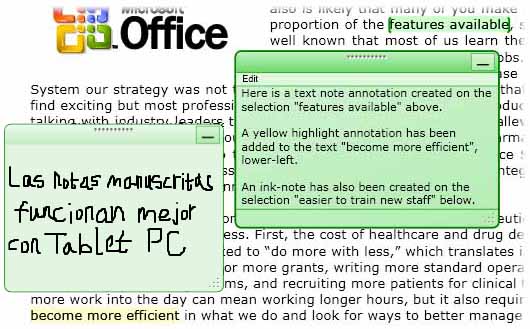 Microsoft
Office
also is likely that many of you make
proportion of the features available, s
well known that most of us learn the
obs.
ease
System our strategy was not t
find exciting but most profession
talking with industry leaders t
Edit
Here is a text note annotation created on the
selection "features available" above.
A yellow highlight annotation has been
added to the text "become more efficient",
lower-left.
An ink-note has also been created on the
selection "easier to train new staff" below.
Las notas manuscritas
funcionan mejor
con Tablet PC
ess. First, the cost of healthcare and drug de
ed to “do more with less,” which translates i
or more grants, writing more standard opera
ms, and recruiting more patients for clinical t
more work into the day can mean working longer hours, but it also requir
become more efficient in what we do and look for ways to better manage